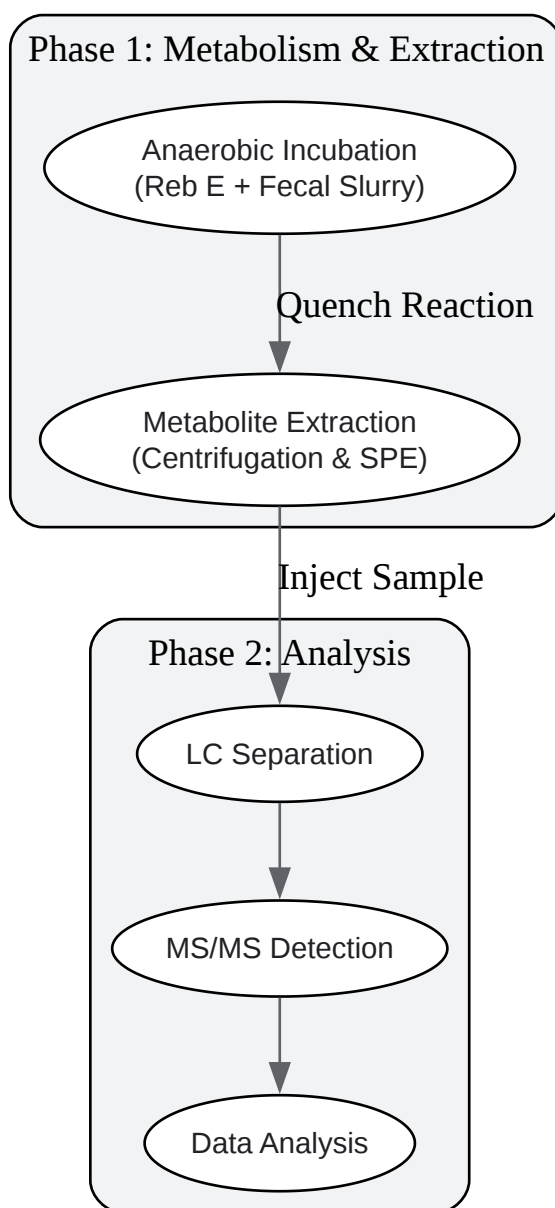 Phase 1: Metabolism & Extraction
Anaerobic Incubation
(Reb E + Fecal Slurry)
Quench Reaction
Metabolite Extraction
(Centrifugation & SPE)
Inject Sample
Phase 2: Analysis
LC Separation
MS/MS Detection
Data Analysis